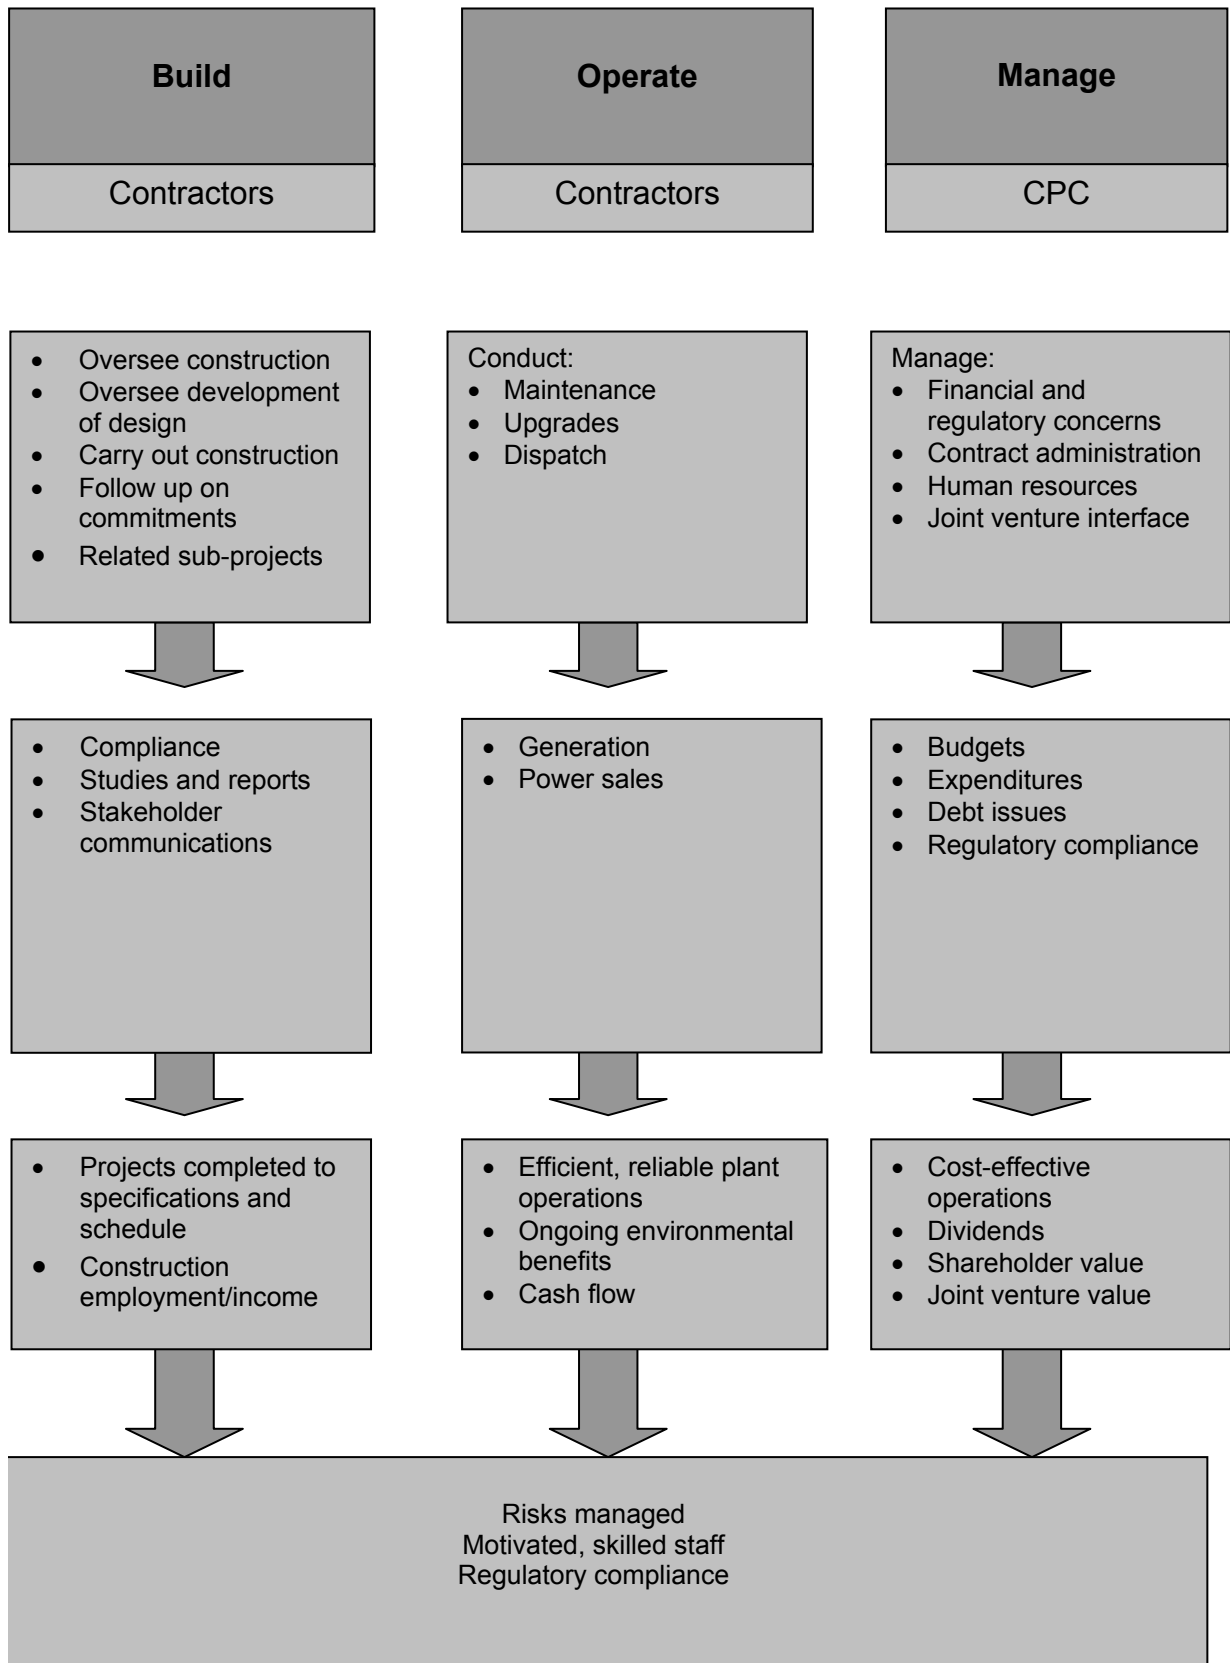 Build
Contractors
Operate
Contractors
Manage
CPC
• Oversee construction
• Oversee development
of design
• Carry out construction
• Follow up on
commitments
• Related sub-projects
Conduct:
• Maintenance
• Upgrades
• Dispatch
Manage:
• Financial and
regulatory concerns
• Contract administration
• Human resources
• Joint venture interface
• Compliance
• Studies and reports
• Stakeholder
communications
• Generation
• Power sales
• Budgets
• Expenditures
• Debt issues
• Regulatory compliance
• Projects completed to
specifications and
schedule
• Construction
employment/income
• Efficient, reliable plant
operations
• Ongoing environmental
benefits
• Cash flow
• Cost-effective
operations
• Dividends
• Shareholder value
• Joint venture value
Risks managed
Motivated, skilled staff
Regulatory compliance